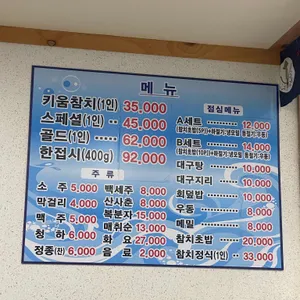 메 뉴
키움참치(1인) 35,000
스페셜(1인) ·· 45,000
골드(1인) ···· 62,000
한접시(400g) 92,000
주 류
소 주 5,000
막걸리 4,000
맥 주 5,000
청 하 6,000
정종(잔) 6,000
백세주 8,000
산사춘 8,000
복분자 15,000
매취순 13,000
화 요 27,000
음 료 2,000
점심메뉴
A세트 ········ 12,000
B세트 ········ 14,000
대구탕 ········ 10,000
대구지리 ······ 10,000
회덮밥 ········ 10,000
우동 ········ 8,000
메밀 ········ 8,000
참치초밥 ······ 20,000
참치정식(1인) ·· 33,000